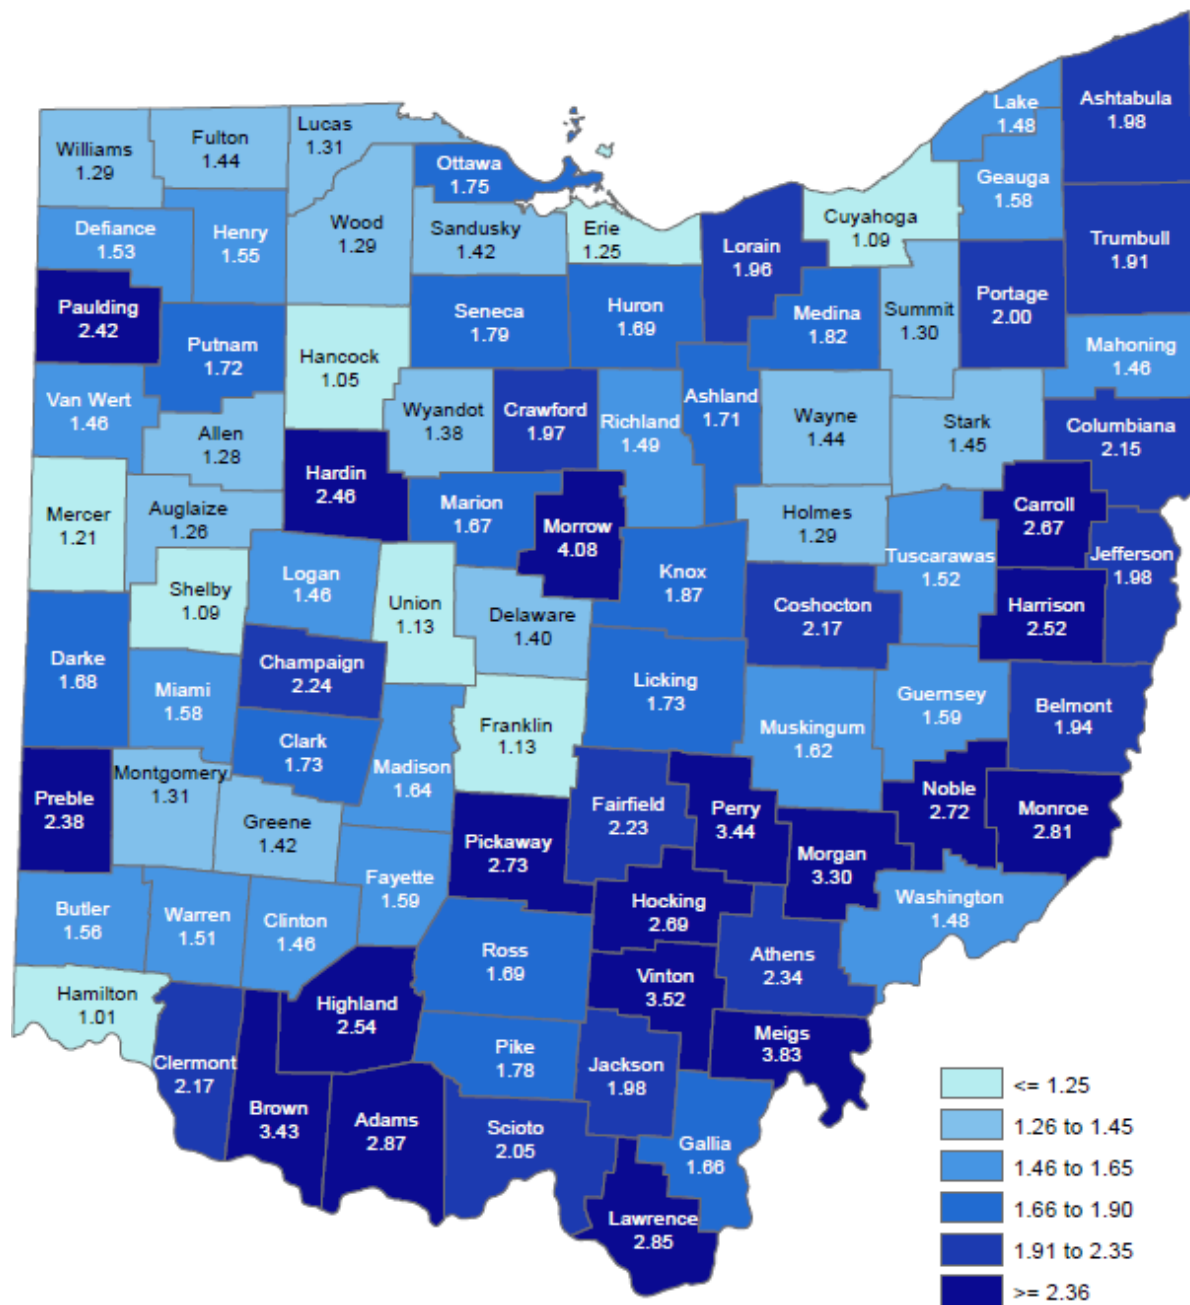 Ashtabula
1.98
Lake
1.48
Lucas
1.31
Fulton
1.44
Williams
1.29
Ottawa
1.75
Geauga
1.58
Cuyahoga
1.09
Wood
1.29
Sandusky
1.42
Erie
1.25
Defiance
1.53
Henry
1.55
Lorain
1.96
Trumbull
1.91
Paulding
2.42
Seneca
1.79
Huron
1.69
Medina
1.82
Summit
1.30
Portage
2.00
Putnam
1.72
Hancock
1.05
Mahoning
1.46
Van Wert
1.46
Wyandot
1.38
Crawford
1.97
Richland
1.49
Ashland
1.71
Wayne
1.44
Stark
1.45
Columbiana
2.15
Allen
1.28
Hardin
2.46
Mercer
1.21
Auglaize
1.26
Marion
1.67
Morrow
4.08
Holmes
1.29
Carroll
2.67
Tuscarawas
1.52
Jefferson
1.98
Shelby
1.09
Logan
1.46
Union
1.13
Delaware
1.40
Knox
1.87
Coshocton
2.17
Harrison
2.52
Darke
1.68
Miami
1.58
Champaign
2.24
Licking
1.73
Guernsey
1.59
Belmont
1.94
Franklin
1.13
Muskingum
1.62
Clark
1.73
Madison
1.64
Montgomery
1.31
Preble
2.38
Greene
1.42
Fairfield
2.23
Perry
3.44
Noble
2.72
Monroe
2.81
Pickaway
2.73
Morgan
3.30
Fayette
1.59
Hocking
2.69
Washington
1.48
Butler
1.56
Warren
1.51
Clinton
1.46
Ross
1.69
Athens
2.34
Vinton
3.52
Hamilton
1.01
Highland
2.54
Meigs
3.83
Clermont
2.17
Pike
1.78
Jackson
1.98
Brown
3.43
Adams
2.87
Scioto
2.05
Gallia
1.66
Lawrence
2.85
<= 1.25
1.26 to 1.45
1.46 to 1.65
1.66 to 1.90
1.91 to 2.35
>= 2.36